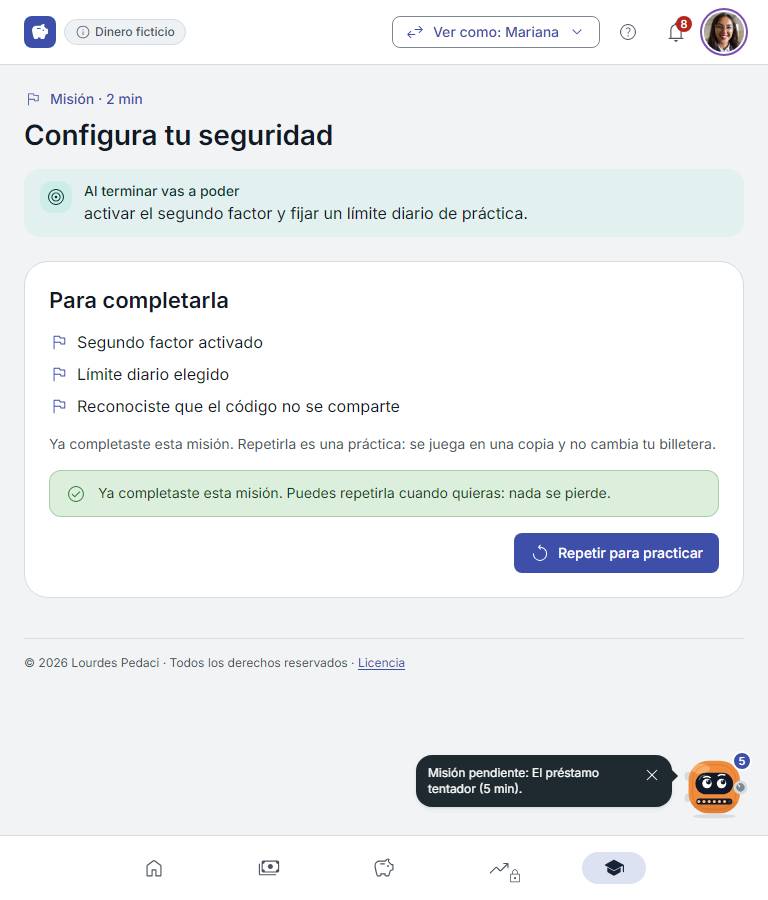 Dinero ficticio
Ver como: Mariana
8
Misión · 2 min
Configura tu seguridad
Al terminar vas a poder
activar el segundo factor y fijar un límite diario de práctica.
Para completarla
Segundo factor activado
Límite diario elegido
Reconociste que el código no se comparte
Ya completaste esta misión. Repetirla es una práctica: se juega en una copia y no cambia tu billetera.
Ya completaste esta misión. Puedes repetirla cuando quieras: nada se pierde.
Repetir para practicar
© 2026 Lourdes Pedaci · Todos los derechos reservados · Licencia
Misión pendiente: El préstamo
tentador (5 min).
5